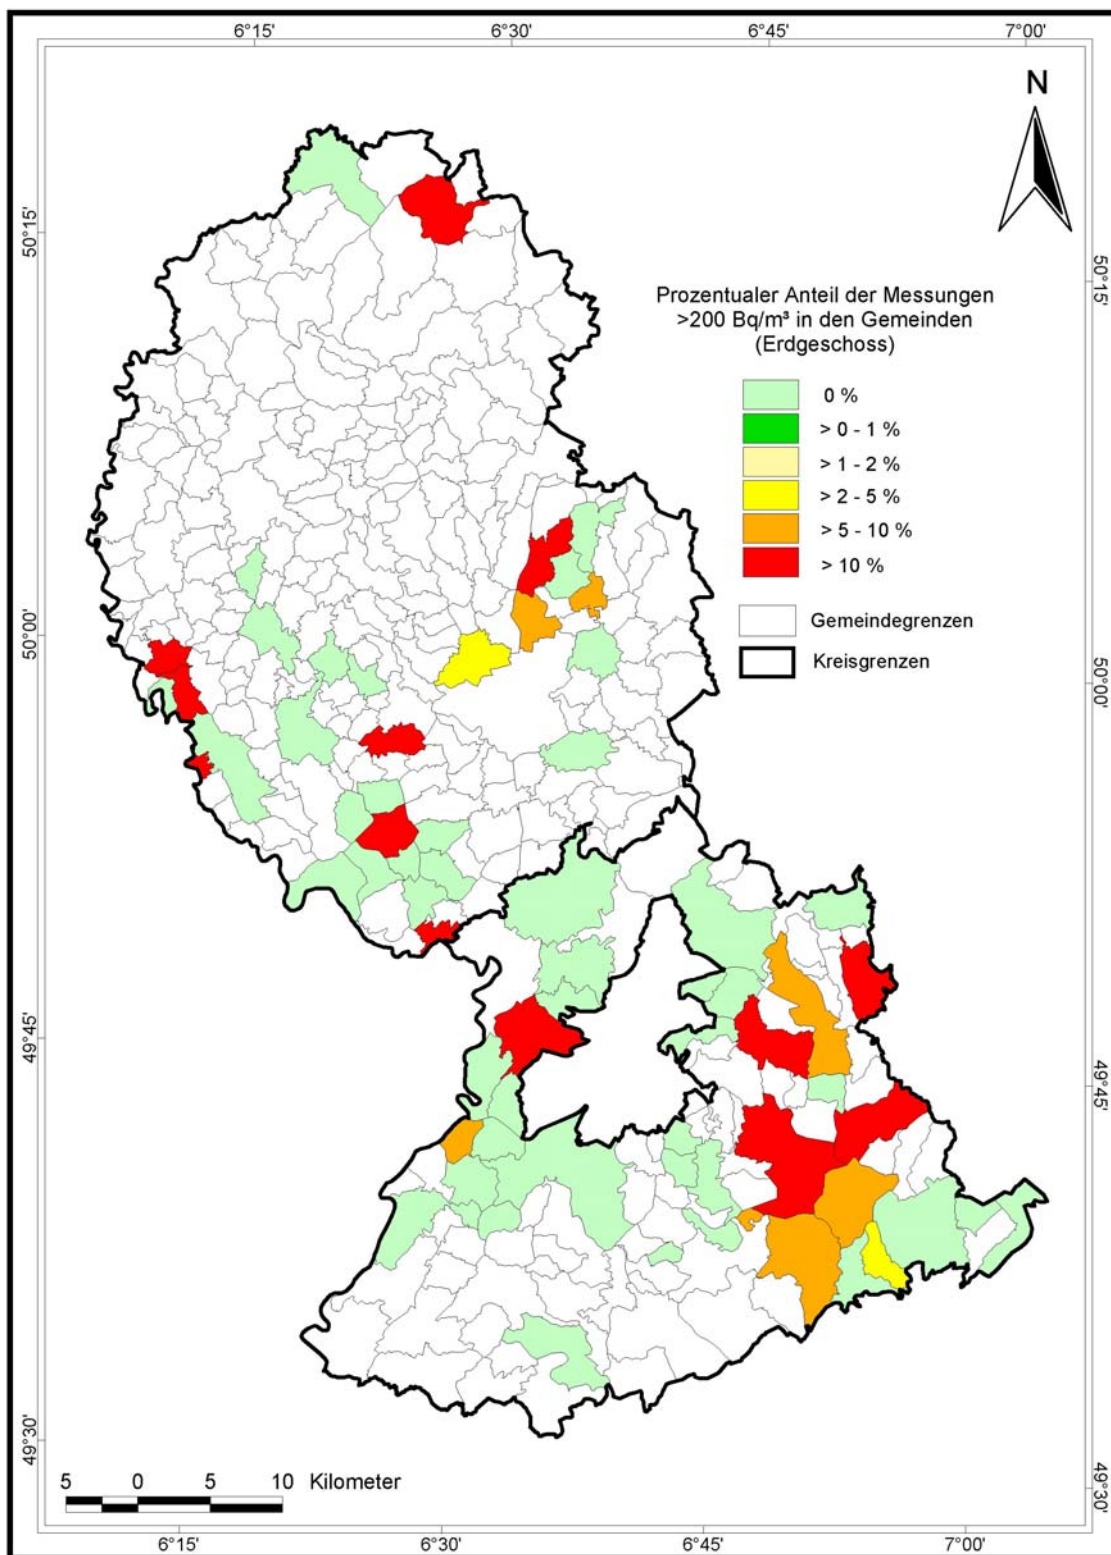 6°15' 6°30' 6°45' 7°00'
N
50°15'
50°15'
Prozentualer Anteil der Messungen
>200 Bq/m³ in den Gemeinden
(Erdgeschoss)
0 %
> 0 - 1 %
> 1 - 2 %
> 2 - 5 %
> 5 - 10 %
> 10 %
Gemeindegrenzen
Kreisgrenzen
50°00'
50°00'
49°45'
49°45'
49°30'
49°30'
5 0 5 10 Kilometer
6°15' 6°30' 6°45' 7°00'